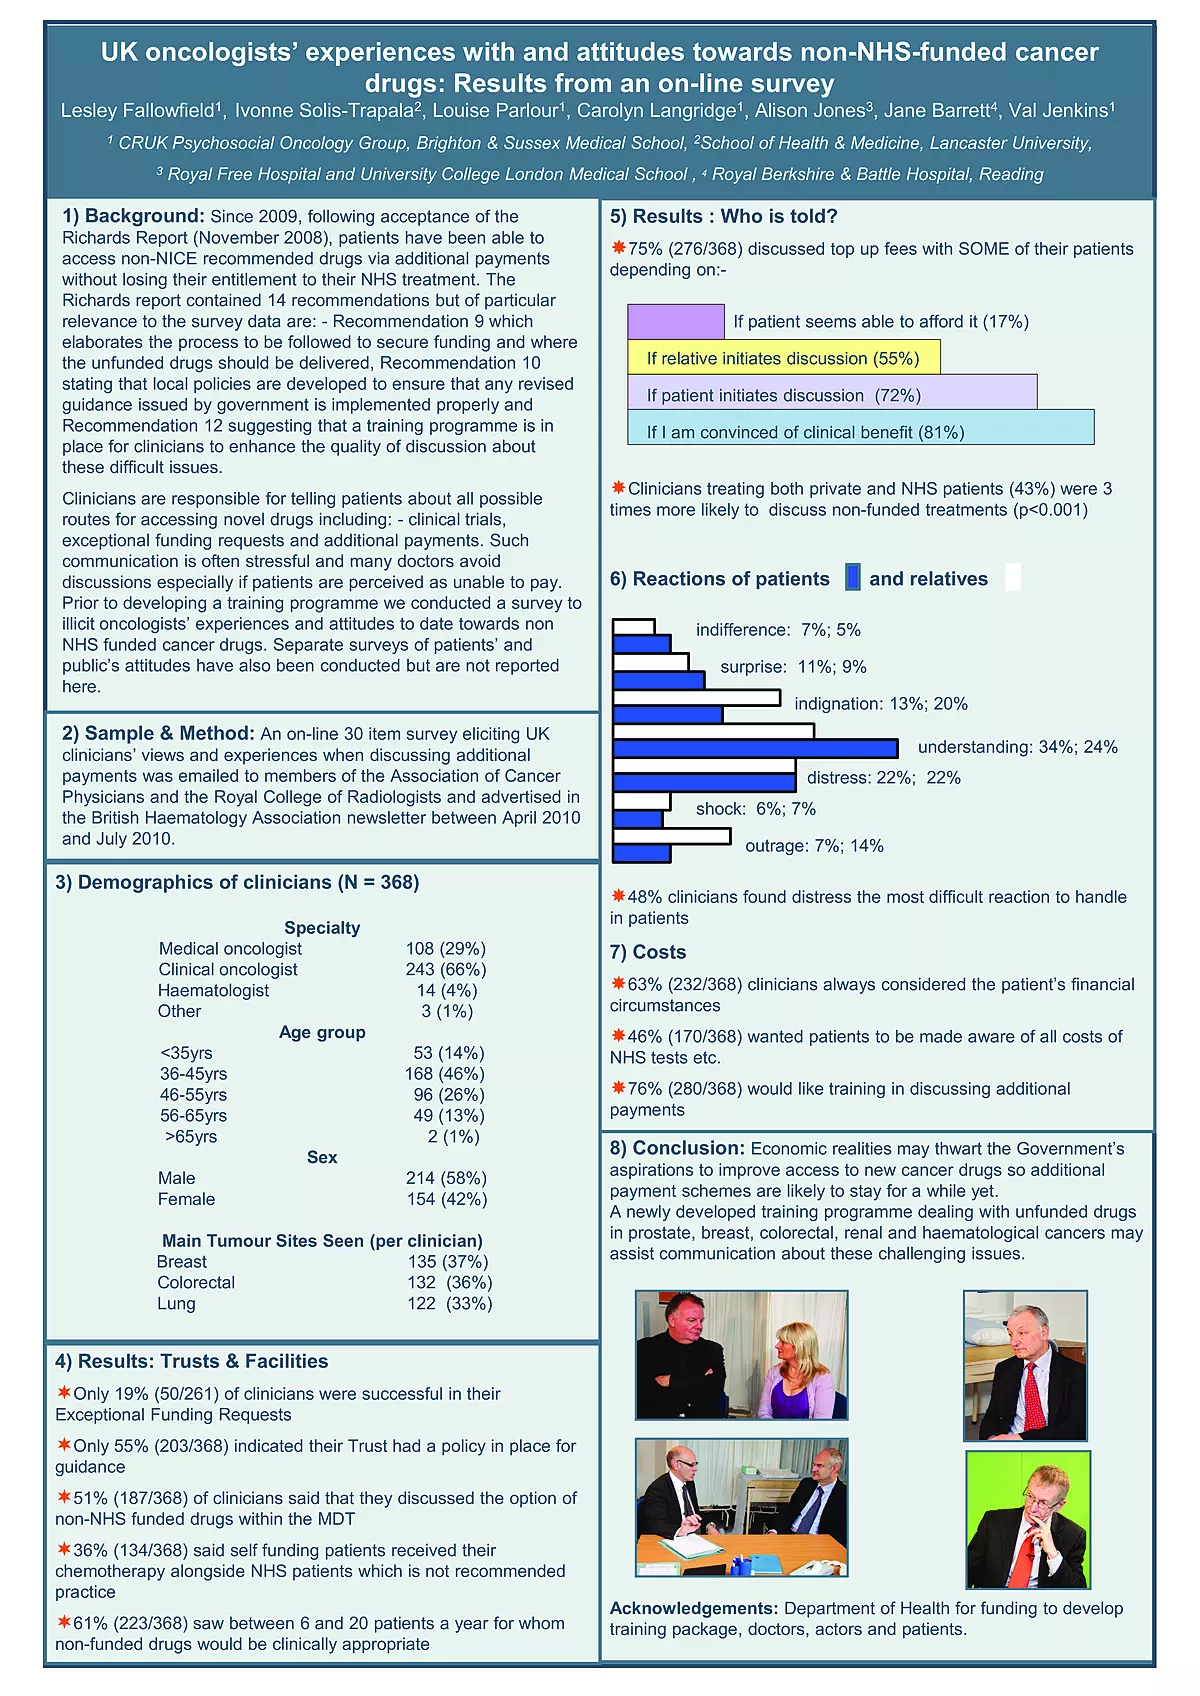 UK oncologists’ experiences with and attitudes towards non-NHS-funded cancer
drugs: Results from an on-line survey
Lesley Fallowfield1, Ivonne Solis-Trapala2, Louise Parlour1, Carolyn Langridge1, Alison Jones3, Jane Barrett4, Val Jenkins1
1 CRUK Psychosocial Oncology Group, Brighton & Sussex Medical School, 2School of Health & Medicine, Lancaster University,
3 Royal Free Hospital and University College London Medical School , 4 Royal Berkshire & Battle Hospital, Reading
1) Background: Since 2009, following acceptance of the
Richards Report (November 2008), patients have been able to
access non-NICE recommended drugs via additional payments
without losing their entitlement to their NHS treatment. The
Richards report contained 14 recommendations but of particular
relevance to the survey data are: - Recommendation 9 which
elaborates the process to be followed to secure funding and where
the unfunded drugs should be delivered, Recommendation 10
stating that local policies are developed to ensure that any revised
guidance issued by government is implemented properly and
Recommendation 12 suggesting that a training programme is in
place for clinicians to enhance the quality of discussion about
these difficult issues.
Clinicians are responsible for telling patients about all possible
routes for accessing novel drugs including: - clinical trials,
exceptional funding requests and additional payments. Such
communication is often stressful and many doctors avoid
discussions especially if patients are perceived as unable to pay.
Prior to developing a training programme we conducted a survey to
illicit oncologists’ experiences and attitudes to date towards non
NHS funded cancer drugs. Separate surveys of patients’ and
public’s attitudes have also been conducted but are not reported
here.
2) Sample & Method: An on-line 30 item survey eliciting UK
clinicians’ views and experiences when discussing additional
payments was emailed to members of the Association of Cancer
Physicians and the Royal College of Radiologists and advertised in
the British Haematology Association newsletter between April 2010
and July 2010.
3) Demographics of clinicians (N = 368)
Specialty
Medical oncologist 108 (29%)
Clinical oncologist 243 (66%)
Haematologist 14 (4%)
Other 3 (1%)
Age group
<35yrs 53 (14%)
36-45yrs 168 (46%)
46-55yrs 96 (26%)
56-65yrs 49 (13%)
>65yrs 2 (1%)
Sex
Male 214 (58%)
Female 154 (42%)
Main Tumour Sites Seen (per clinician)
Breast 135 (37%)
Colorectal 132 (36%)
Lung 122 (33%)
4) Results: Trusts & Facilities
Only 19% (50/261) of clinicians were successful in their
Exceptional Funding Requests
Only 55% (203/368) indicated their Trust had a policy in place for
guidance
51% (187/368) of clinicians said that they discussed the option of
non-NHS funded drugs within the MDT
36% (134/368) said self funding patients received their
chemotherapy alongside NHS patients which is not recommended
practice
61% (223/368) saw between 6 and 20 patients a year for whom
non-funded drugs would be clinically appropriate
5) Results : Who is told?
75% (276/368) discussed top up fees with SOME of their patients
depending on:-
If patient seems able to afford it (17%)
If relative initiates discussion (55%)
If patient initiates discussion (72%)
If I am convinced of clinical benefit (81%)
Clinicians treating both private and NHS patients (43%) were 3
times more likely to discuss non-funded treatments (p<0.001)
6) Reactions of patients and relatives
indifference: 7%; 5%
surprise: 11%; 9%
indignation: 13%; 20%
understanding: 34%; 24%
distress: 22%; 22%
shock: 6%; 7%
outrage: 7%; 14%
48% clinicians found distress the most difficult reaction to handle
in patients
7) Costs
63% (232/368) clinicians always considered the patient’s financial
circumstances
46% (170/368) wanted patients to be made aware of all costs of
NHS tests etc.
76% (280/368) would like training in discussing additional
payments
8) Conclusion: Economic realities may thwart the Government’s
aspirations to improve access to new cancer drugs so additional
payment schemes are likely to stay for a while yet.
A newly developed training programme dealing with unfunded drugs
in prostate, breast, colorectal, renal and haematological cancers may
assist communication about these challenging issues.
Acknowledgements: Department of Health for funding to develop
training package, doctors, actors and patients.